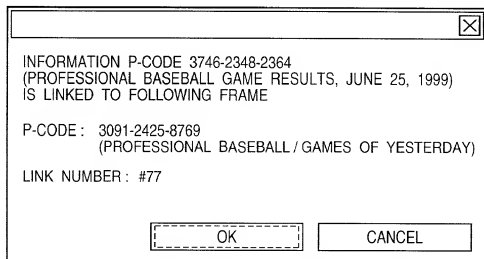 INFORMATION P-CODE 3746-2348-2364
(PROFESSIONAL BASEBALL GAME RESULTS, JUNE 25, 1999)
IS LINKED TO FOLLOWING FRAME
P-CODE : 3091-2425-8769
(PROFESSIONAL BASEBALL / GAMES OF YESTERDAY)
LINK NUMBER : #77
OK CANCEL